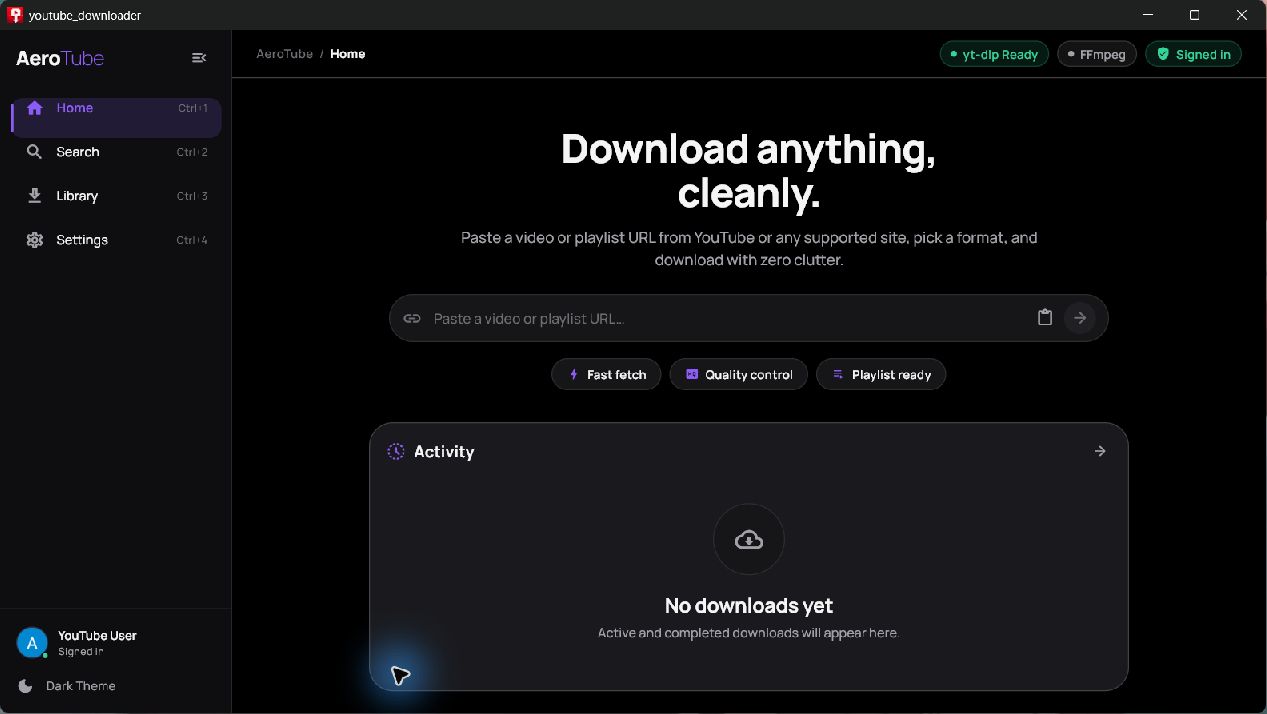 youtube_downloader
AeroTube
AeroTube / Home
yt-dlp Ready
FFmpeg
Signed in
Home Ctrl+1
Search Ctrl+2
Library Ctrl+3
Settings Ctrl+4
Download anything,
cleanly.
Paste a video or playlist URL from YouTube or any supported site, pick a format, and
download with zero clutter.
Paste a video or playlist URL...
Fast fetch
HQ Quality control
Playlist ready
Activity
No downloads yet
Active and completed downloads will appear here.
A
YouTube User
Signed in
Dark Theme